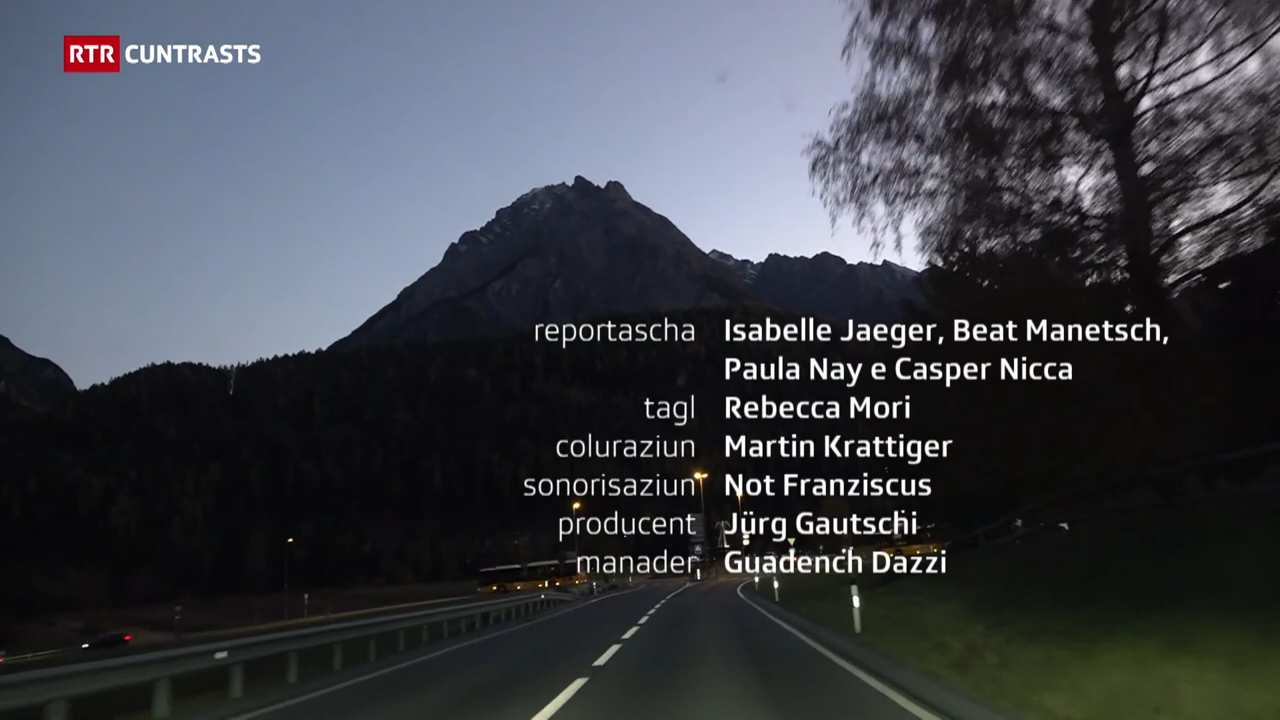 RTR CUNTRASTS
reportascha Isabelle Jaeger, Beat Manetsch,
Paula Nay e Casper Nicca
tagl Rebecca Mori
coluraziun Martin Krattiger
sonorisaziun Not Franziscus
producent Jürg Gautschi
manader Guadench Dazzi